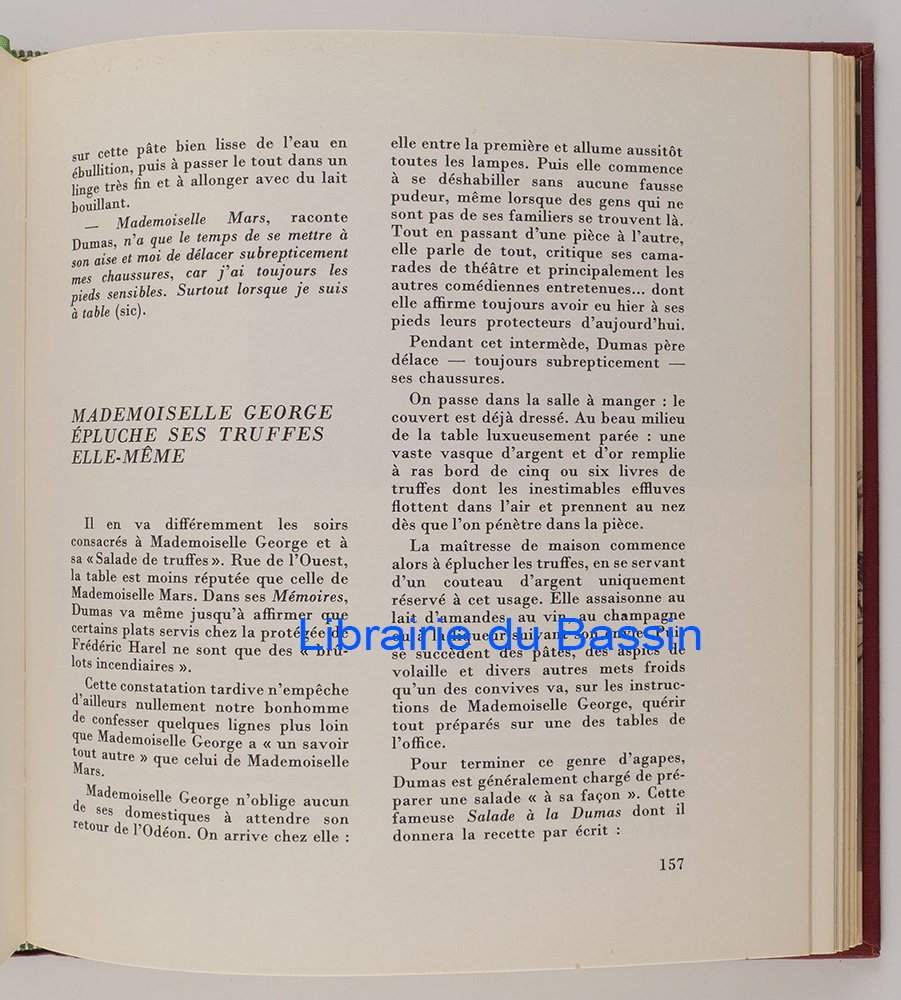 sur cette pâte bien lisse de l'eau en
ébullition, puis à passer le tout dans un
linge très fin et à allonger avec du lait
bouillant.
— Mademoiselle Mars, raconte
Dumas, n'a que le temps de se mettre à
son aise et moi de délacer subrepticement
mes chaussures, car j'ai toujours les
pieds sensibles. Surtout lorsque je suis
à table (sic).
MADEMOISELLE GEORGE
ÉPLUCHE SES TRUFFES
ELLE-MÊME
Il en va différemment les soirs
consacrés à Mademoiselle George et à
sa « Salade de truffes ». Rue de l'Ouest,
la table est moins réputée que celle de
Mademoiselle Mars. Dans ses Mémoires,
Dumas va même jusqu'à affirmer que
certains plats servis chez la protégée de
Frédéric Harel ne sont que des « brû-
lots incendiaires ».
Cette constatation tardive n'empêche
d'ailleurs nullement notre bonhomme
de confesser quelques lignes plus loin
que Mademoiselle George a « un savoir
tout autre » que celui de Mademoiselle
Mars.
Mademoiselle George n'oblige aucun
de ses domestiques à attendre son
retour de l'Odéon. On arrive chez elle :
elle entre la première et allume aussitôt
toutes les lampes. Puis elle commence
à se déshabiller sans aucune fausse
pudeur, même lorsque des gens qui ne
sont pas de ses familiers se trouvent là.
Tout en passant d'une pièce à l'autre,
elle parle de tout, critique ses cama-
rades de théâtre et principalement les
autres comédiennes entretenues... dont
elle affirme toujours avoir eu hier à ses
pieds leurs protecteurs d'aujourd'hui.
Pendant cet intermède, Dumas père
délace — toujours subrepticement —
ses chaussures.
On passe dans la salle à manger : le
couvert est déjà dressé. Au beau milieu
de la table luxueusement parée : une
vaste vasque d'argent et d'or remplie
à ras bord de cinq ou six livres de
truffes dont les inestimables effluves
flottent dans l'air et prennent au nez
dès que l'on pénètre dans la pièce.
La maîtresse de maison commence
alors à éplucher les truffes, en se servant
d'un couteau d'argent uniquement
réservé à cet usage. Elle assaisonne au
lait d'amandes au vin au champagne
suivant son envie. Puis
se succèdent des pâtes, des aspics de
volaille et divers autres mets froids
qu'un des convives va, sur les instruc-
tions de Mademoiselle George, quérir
tout préparés sur une des tables de
l'office.
Pour terminer ce genre d'agapes,
Dumas est généralement chargé de pré-
parer une salade « à sa façon ». Cette
fameuse Salade à la Dumas dont il
donnera la recette par écrit :
157
Librairie du Bassin